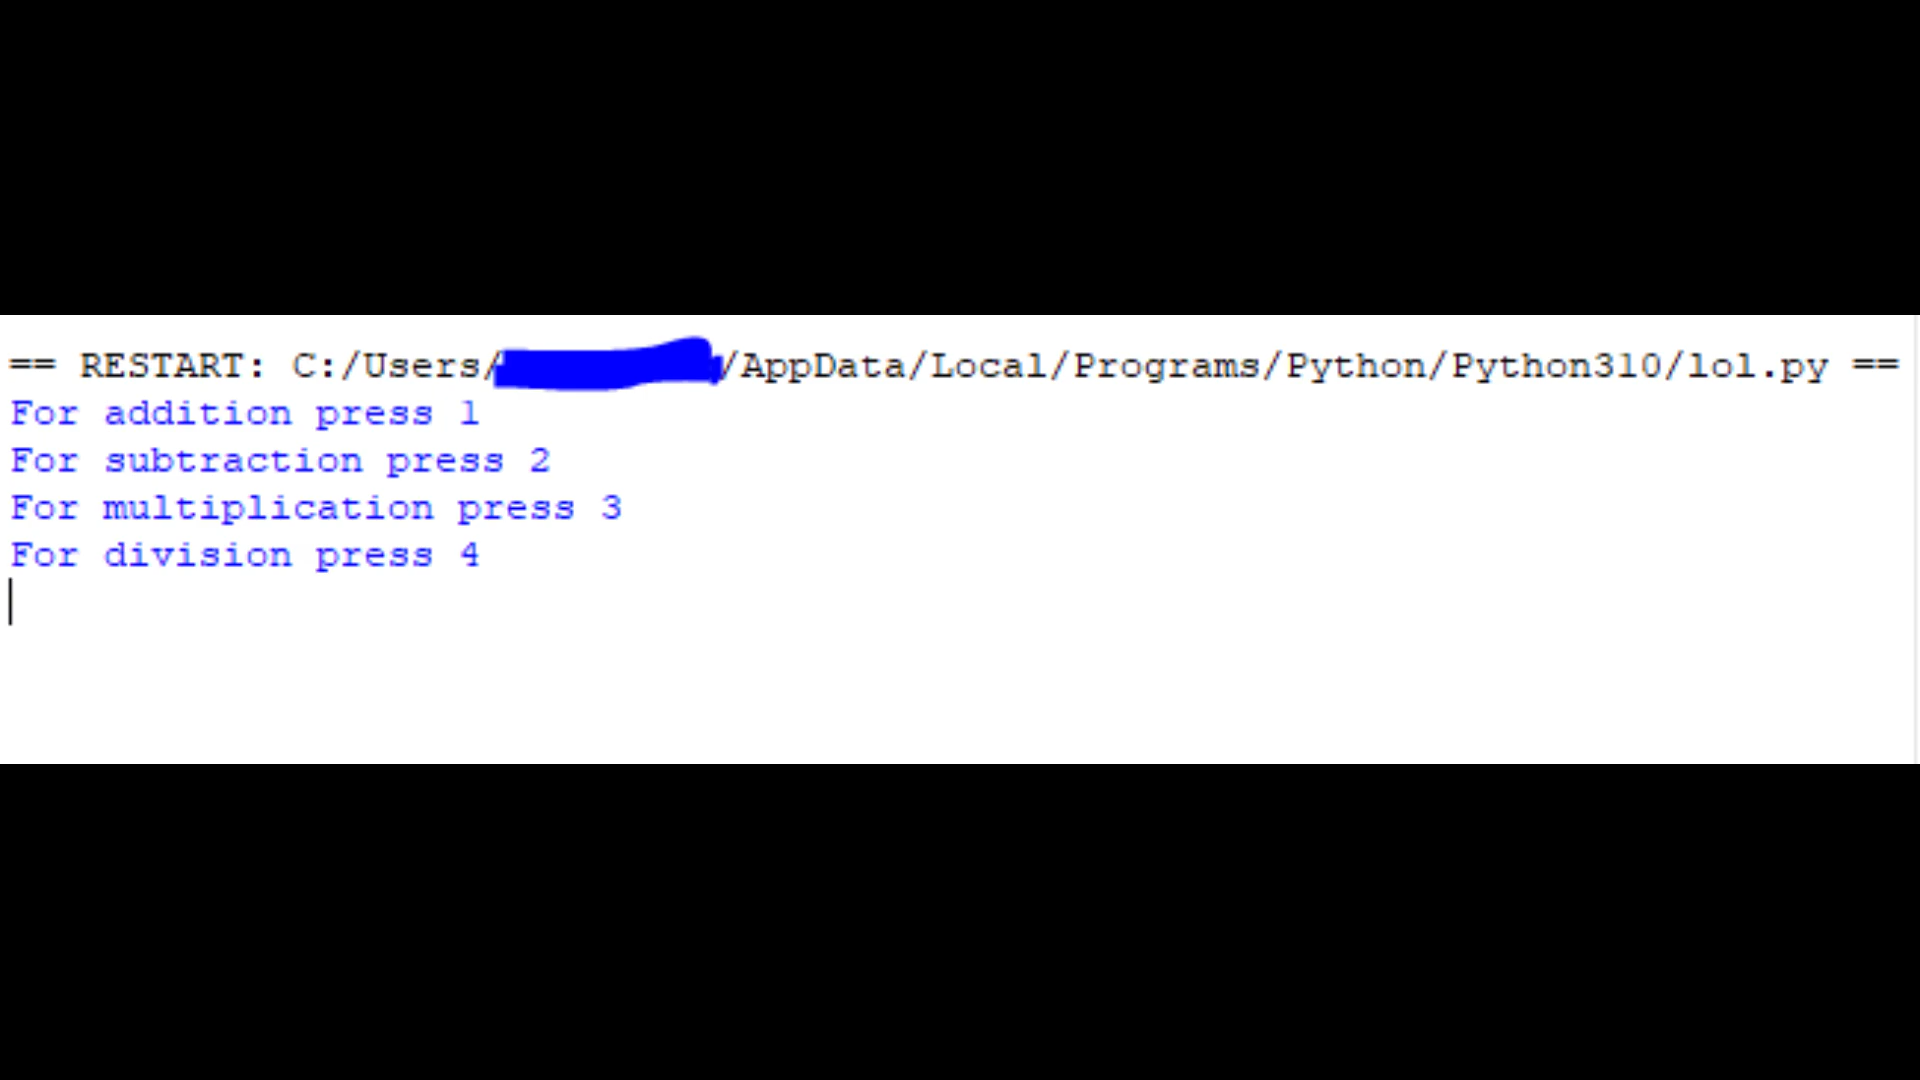 == RESTART: C:/Users/ /AppData/Local/Programs/Python/Python310/lol.py ==
For addition press 1
For subtraction press 2
For multiplication press 3
For division press 4